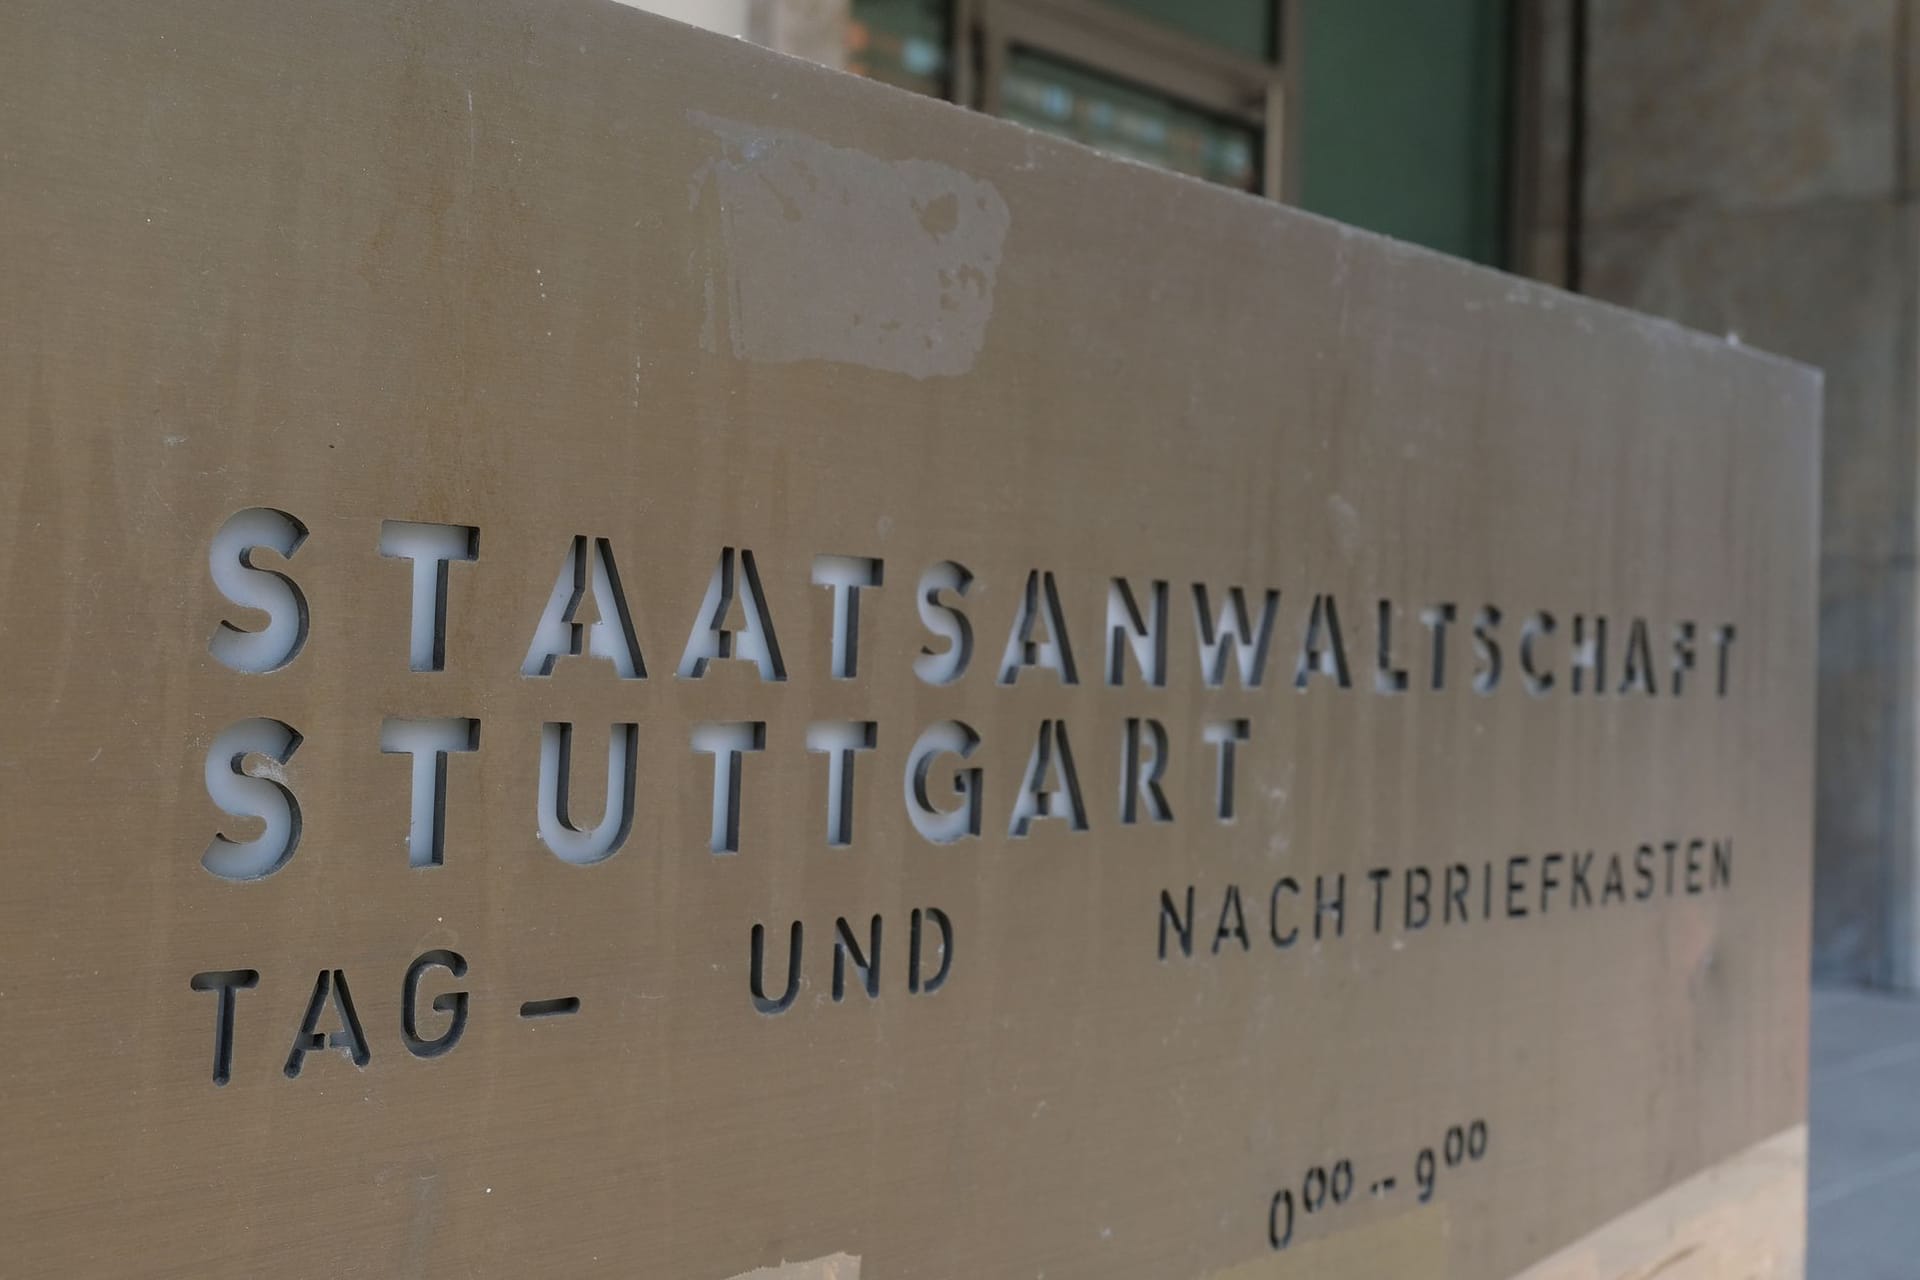 STAATSANWALTSCHAFT
STUTTGART
TAG- UND NACHTBRIEFKASTEN
0⁰⁰ - 9⁰⁰